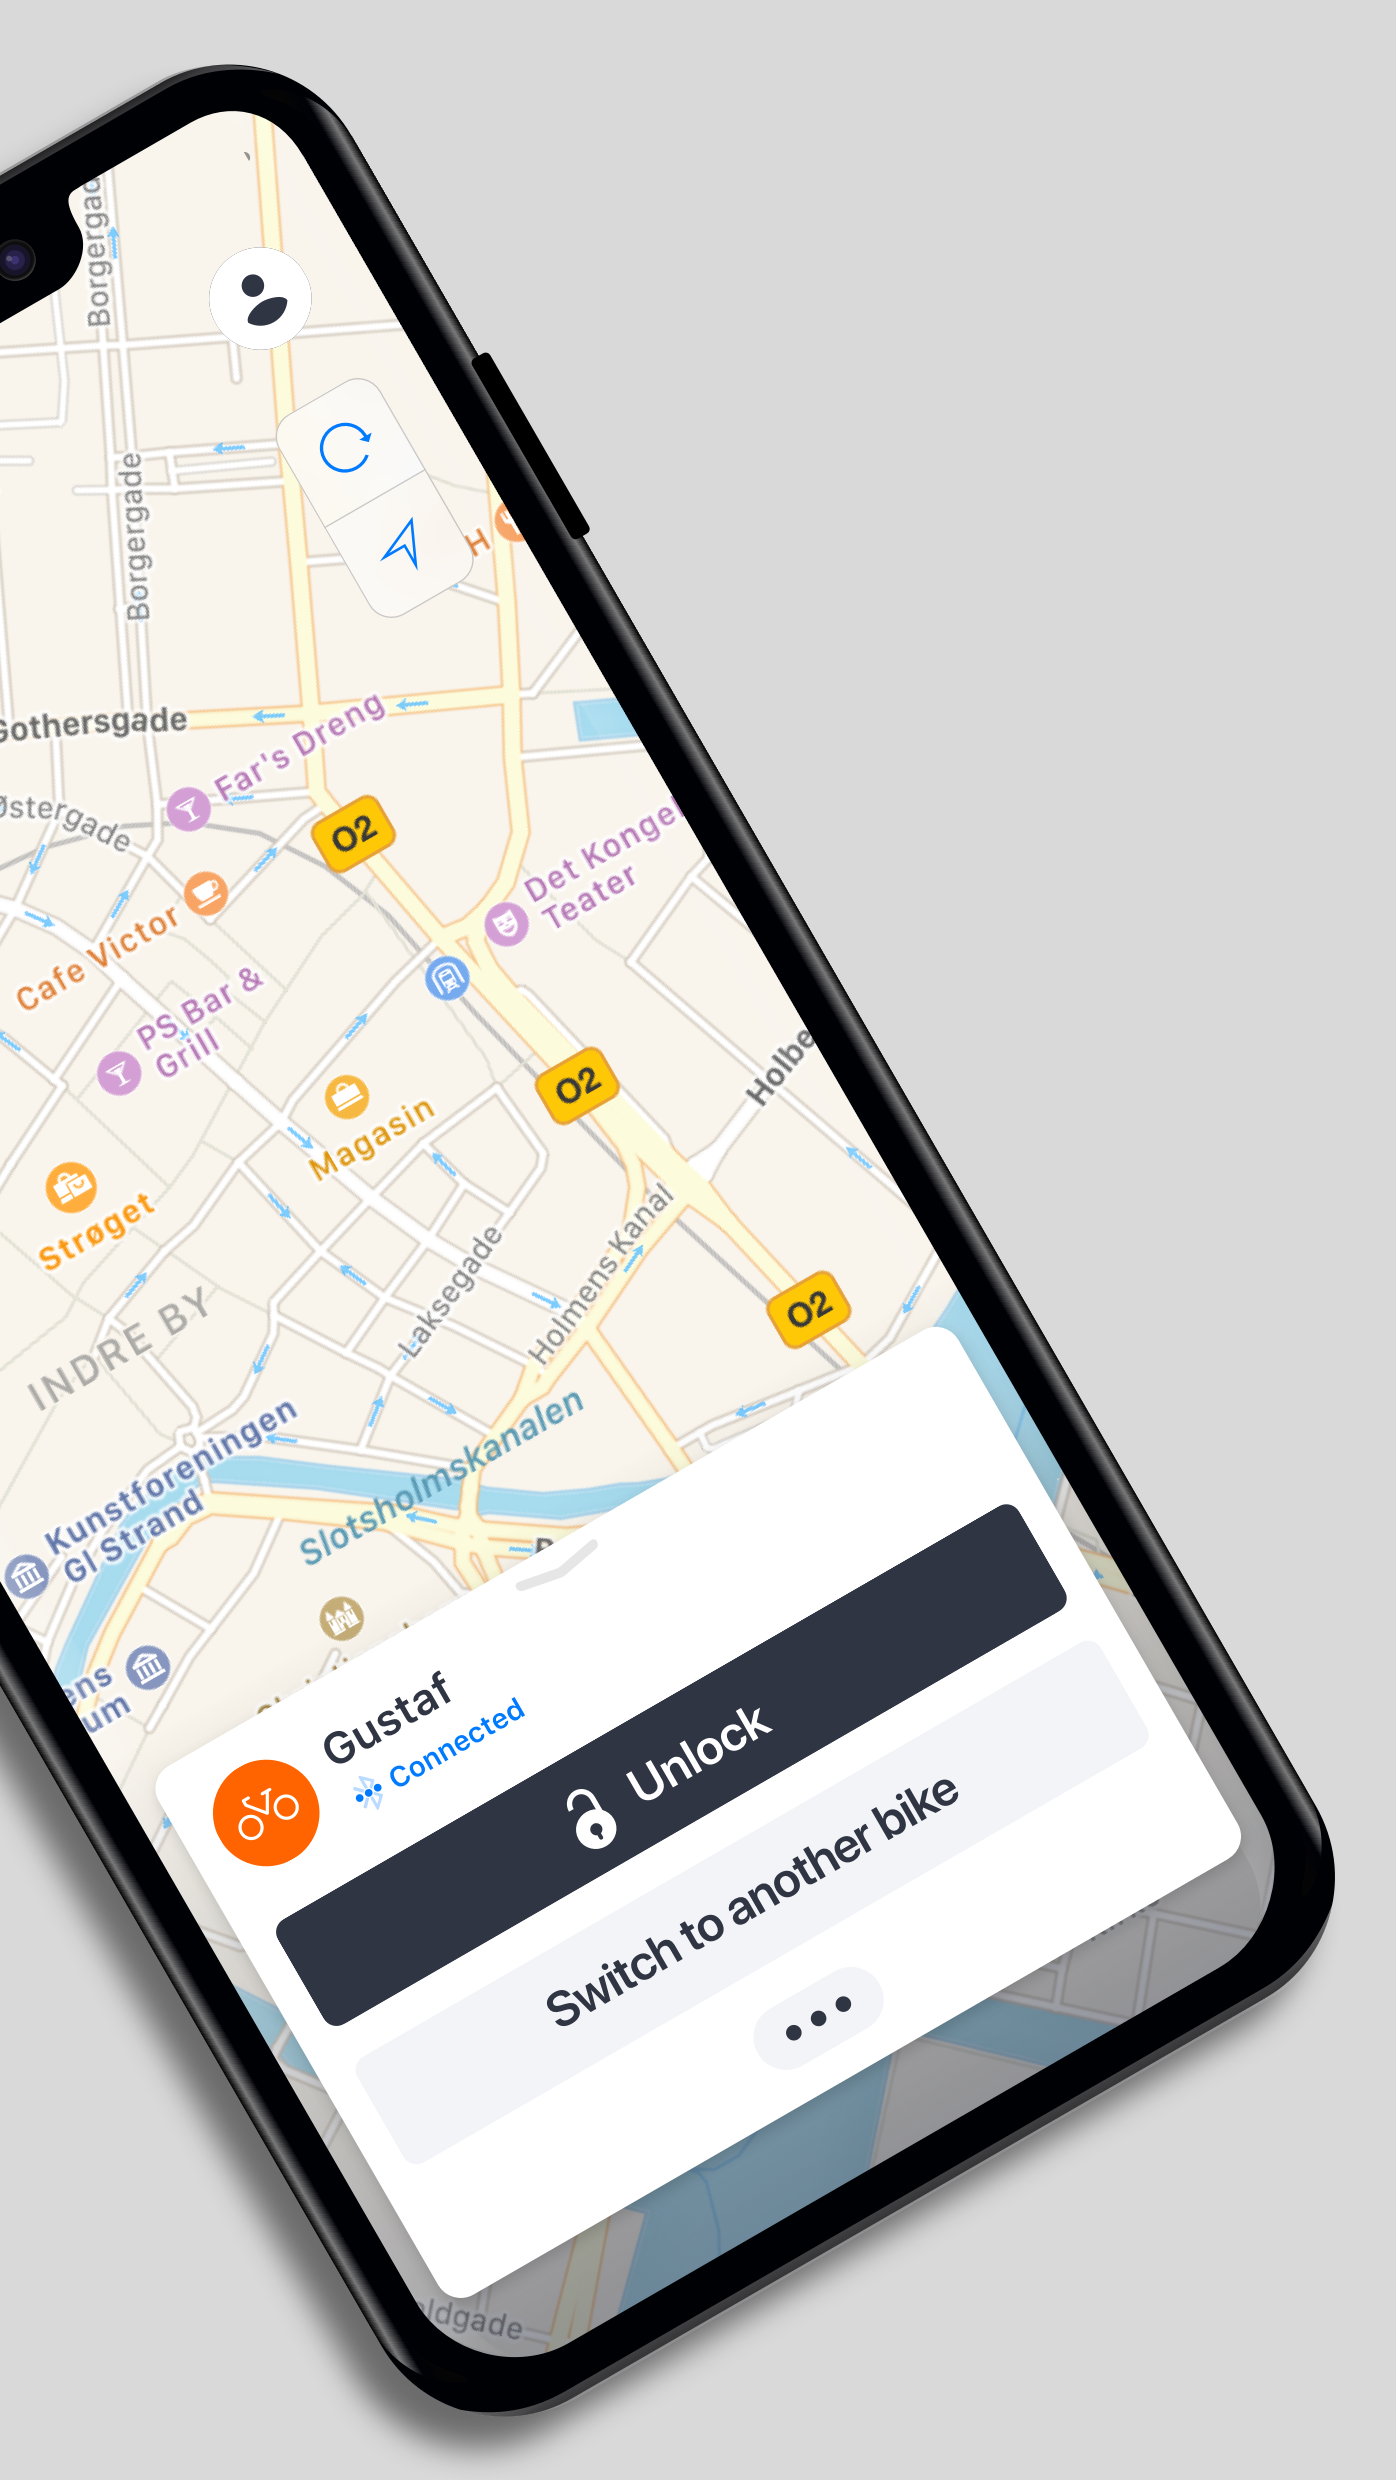 Borgergad
Borgergade
H
Gothersgade
Far's Dreng
Østergade
O2
Det Kongel
Teater
Cafe Victor
PS Bar &
Grill
O2
Holbe
Magasin
Strøget
Laksegade
Holmens Kanal
O2
INDRE BY
Kunstforeningen
Gl Strand
Slotsholmskanalen
ens
um
Gustaf
Connected
Unlock
Switch to another bike
ldgade